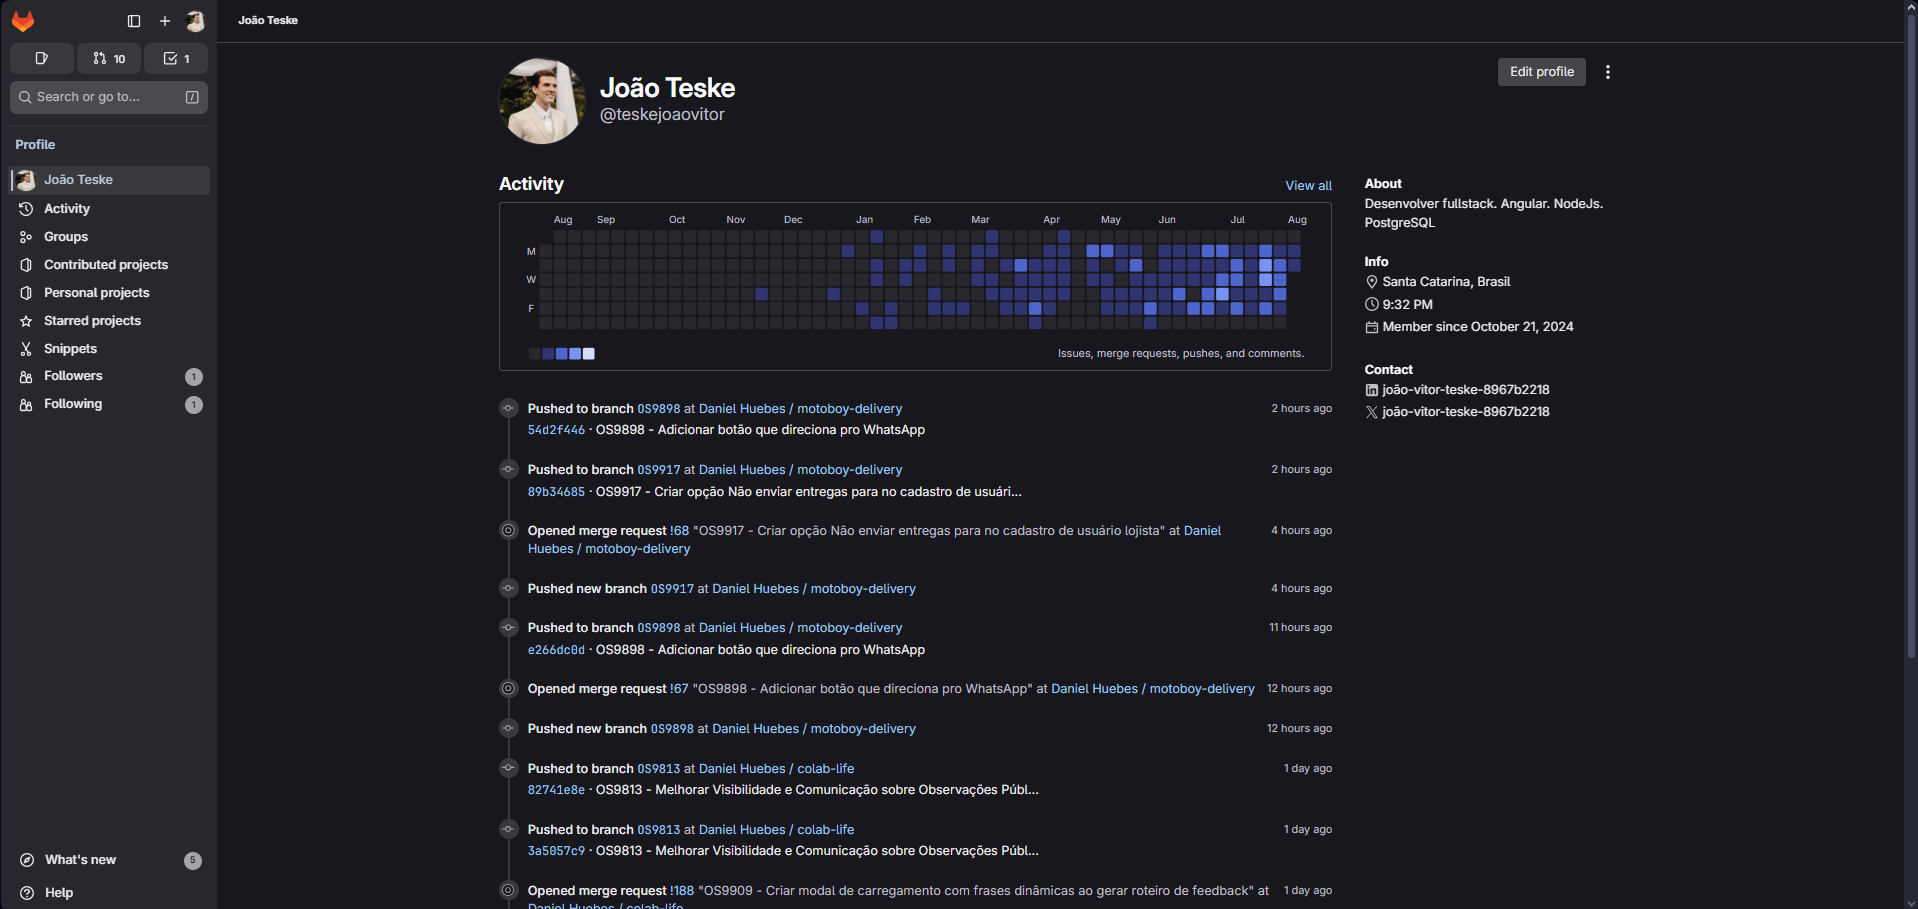 João Teske
10
1
Search or go to...
/
Profile
João Teske
Activity
Groups
Contributed projects
Personal projects
Starred projects
Snippets
Followers
1
Following
1
What's new
5
Help
João Teske
@teskejoaovitor
Edit profile
Activity
View all
Aug Sep Oct Nov Dec Jan Feb Mar Apr May Jun Jul Aug
M
W
F
Issues, merge requests, pushes, and comments.
Pushed to branch OS9898 at Daniel Huebes / motoboy-delivery
2 hours ago
54d2f446 · OS9898 - Adicionar botão que direciona pro WhatsApp
Pushed to branch OS9917 at Daniel Huebes / motoboy-delivery
2 hours ago
89b34685 · OS9917 - Criar opção Não enviar entregas para no cadastro de usuári...
Opened merge request !68 "OS9917 - Criar opção Não enviar entregas para no cadastro de usuário lojista" at Daniel
Huebes / motoboy-delivery
4 hours ago
Pushed new branch OS9917 at Daniel Huebes / motoboy-delivery
4 hours ago
Pushed to branch OS9898 at Daniel Huebes / motoboy-delivery
11 hours ago
e266dc0d · OS9898 - Adicionar botão que direciona pro WhatsApp
Opened merge request !67 "OS9898 - Adicionar botão que direciona pro WhatsApp" at Daniel Huebes / motoboy-delivery
12 hours ago
Pushed new branch OS9898 at Daniel Huebes / motoboy-delivery
12 hours ago
Pushed to branch OS9813 at Daniel Huebes / colab-life
1 day ago
82741e8e · OS9813 - Melhorar Visibilidade e Comunicação sobre Observações Públ...
Pushed to branch OS9813 at Daniel Huebes / colab-life
1 day ago
3a5057c9 · OS9813 - Melhorar Visibilidade e Comunicação sobre Observações Públ...
Opened merge request !188 "OS9909 - Criar modal de carregamento com frases dinâmicas ao gerar roteiro de feedback" at
Daniel Huebes / colab-life
1 day ago
About
Desenvolver fullstack. Angular. NodeJs.
PostgreSQL
Info
Santa Catarina, Brasil
9:32 PM
Member since October 21, 2024
Contact
joão-vitor-teske-8967b2218
joão-vitor-teske-8967b2218